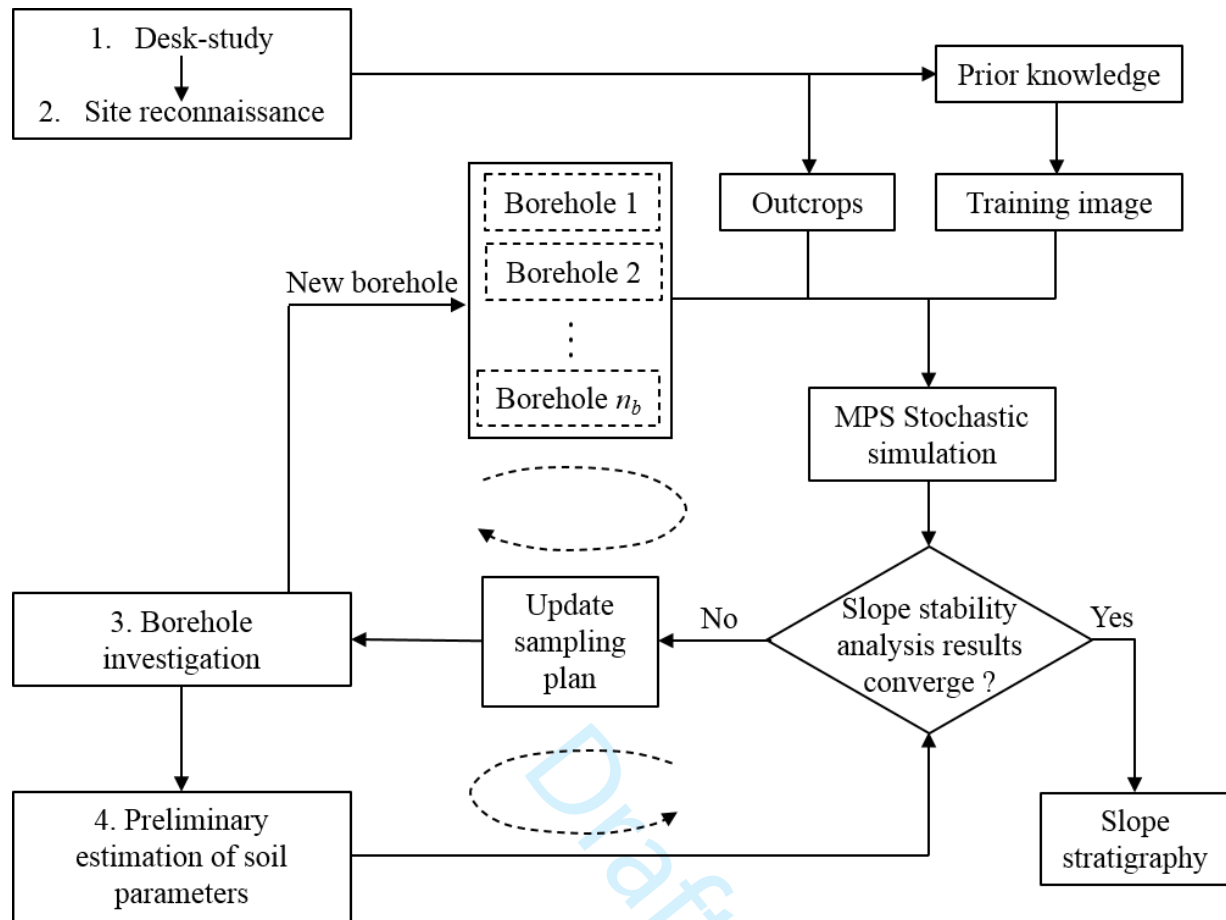 1. Desk-study
2. Site reconnaissance
Prior knowledge
Borehole 1
Outcrops
Training image
New borehole
Borehole 2
Borehole n_b
MPS Stochastic
simulation
3. Borehole
investigation
Update
sampling
plan
No
Slope stability
analysis results
converge ?
Yes
4. Preliminary
estimation of soil
parameters
Slope
stratigraphy
Draft